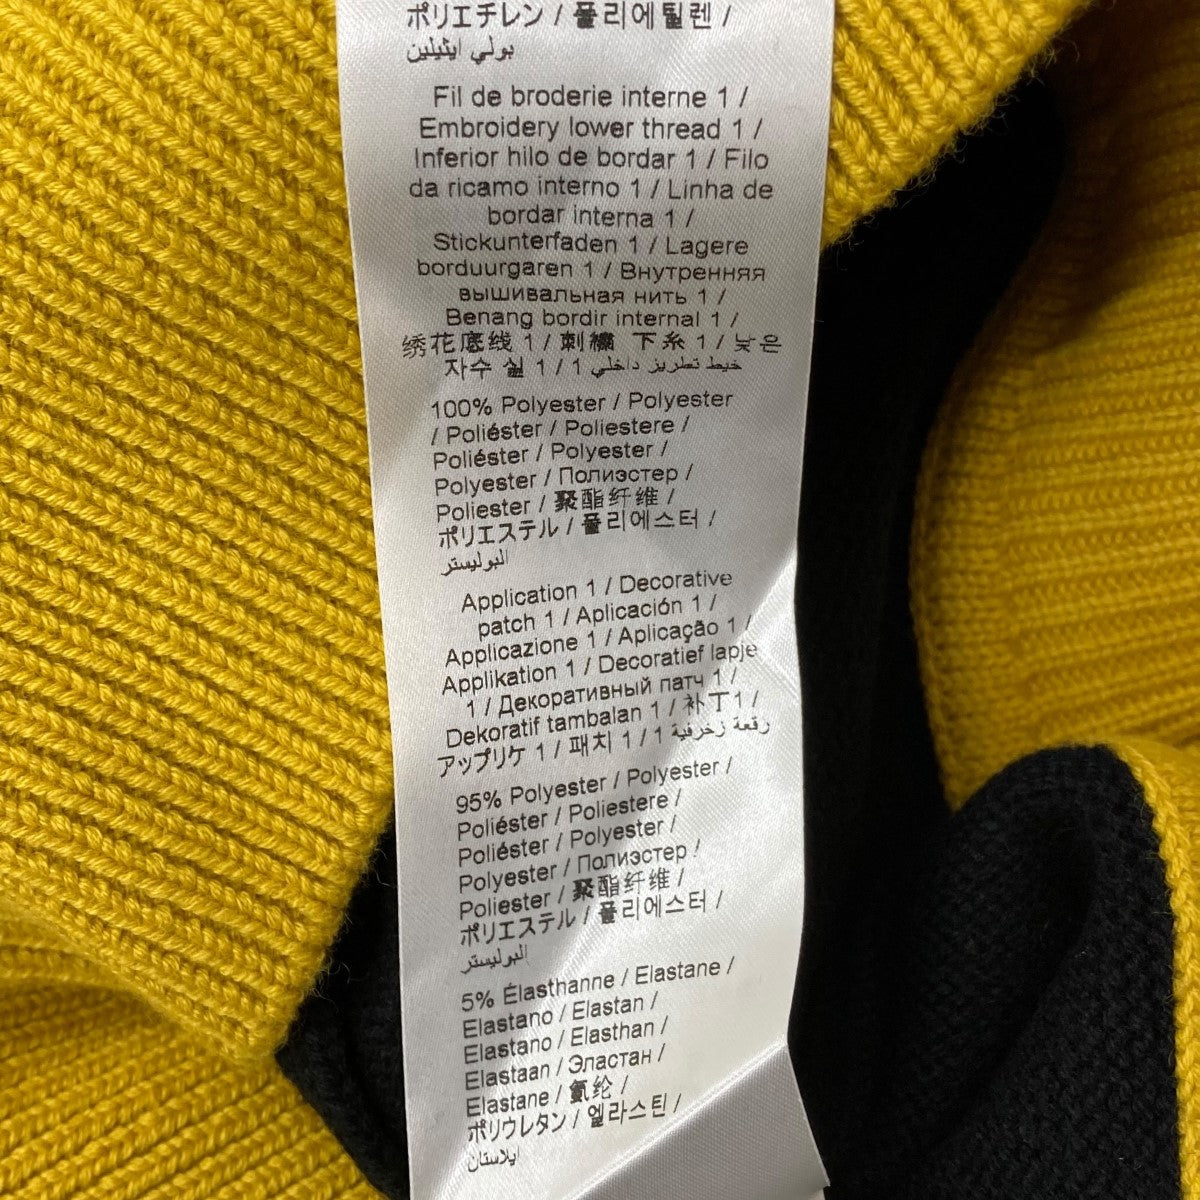 ポリエチレン / 폴리에틸렌 /
بولي ايثيلين
Fil de broderie interne 1 /
Embroidery lower thread 1 /
Inferior hilo de bordar 1 / Filo
da ricamo interno 1 / Linha de
bordar interna 1 /
Stickunterfaden 1 / Lagere
borduurgaren 1 / Внутренняя
вышивальная нить 1 /
Benang bordir internal 1 /
绣花底线 1 / 刺繍 下糸 1 / 낮은
자수 실 1 / 1 خيط تطريز داخلي
100% Polyester / Polyester
/ Poliéster / Poliestere /
Poliéster / Polyester /
Polyester / Полиэстер /
Poliester / 聚酯纤维 /
ポリエステル / 폴리에스터 /
البوليستر
Application 1 / Decorative
patch 1 / Aplicación 1 /
Applicazione 1 / Aplicação 1 /
Applikation 1 / Decoratief lapje
1 / Декоративный патч 1 /
Dekoratif tambalan 1 / 补丁 1 /
アップリケ 1 / 패치 1 / 1 رقعة زخرفية
95% Polyester / Polyester /
Poliéster / Poliestere /
Poliéster / Polyester /
Polyester / Полиэстер /
Poliester / 聚酯纤维 /
ポリエステル / 폴리에스터 /
البوليستر
5% Élasthanne / Elastane /
Elastano / Elastan /
Elastano / Elasthan /
Elastaan / Эластан /
Elastane / 氨纶 /
ポリウレタン / 엘라스틴 /
ايلاستان